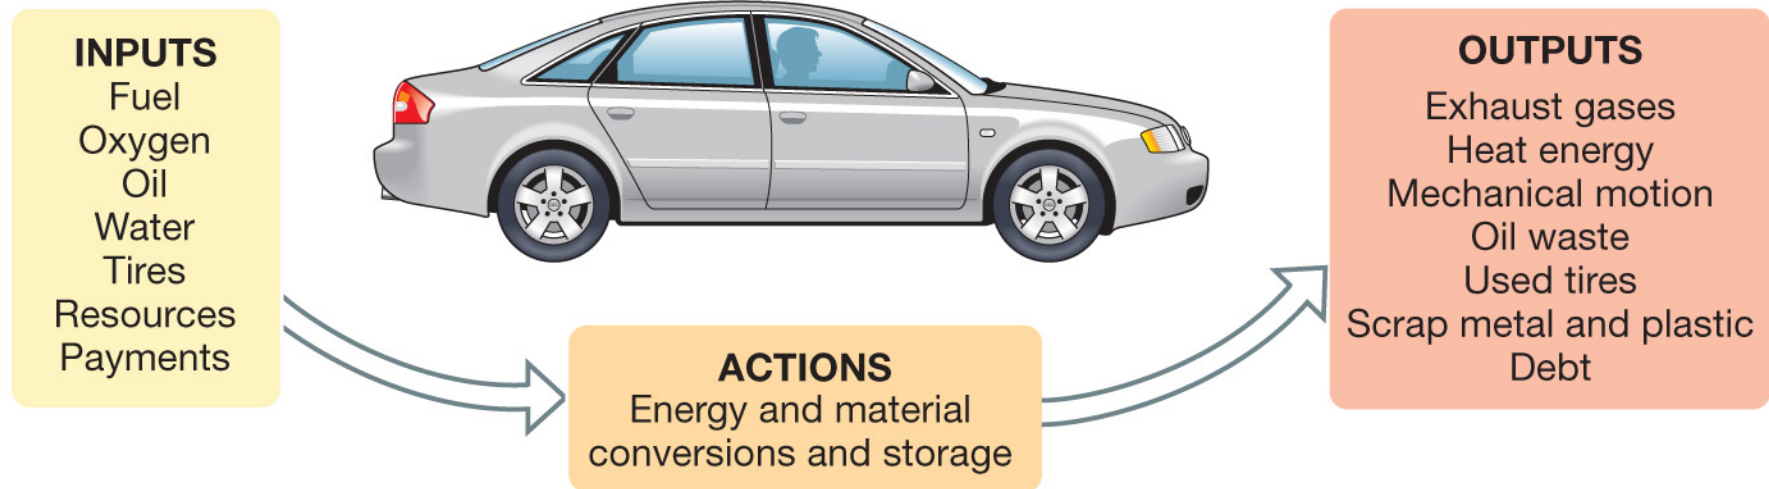 INPUTS
Fuel
Oxygen
Oil
Water
Tires
Resources
Payments
ACTIONS
Energy and material
conversions and storage
OUTPUTS
Exhaust gases
Heat energy
Mechanical motion
Oil waste
Used tires
Scrap metal and plastic
Debt